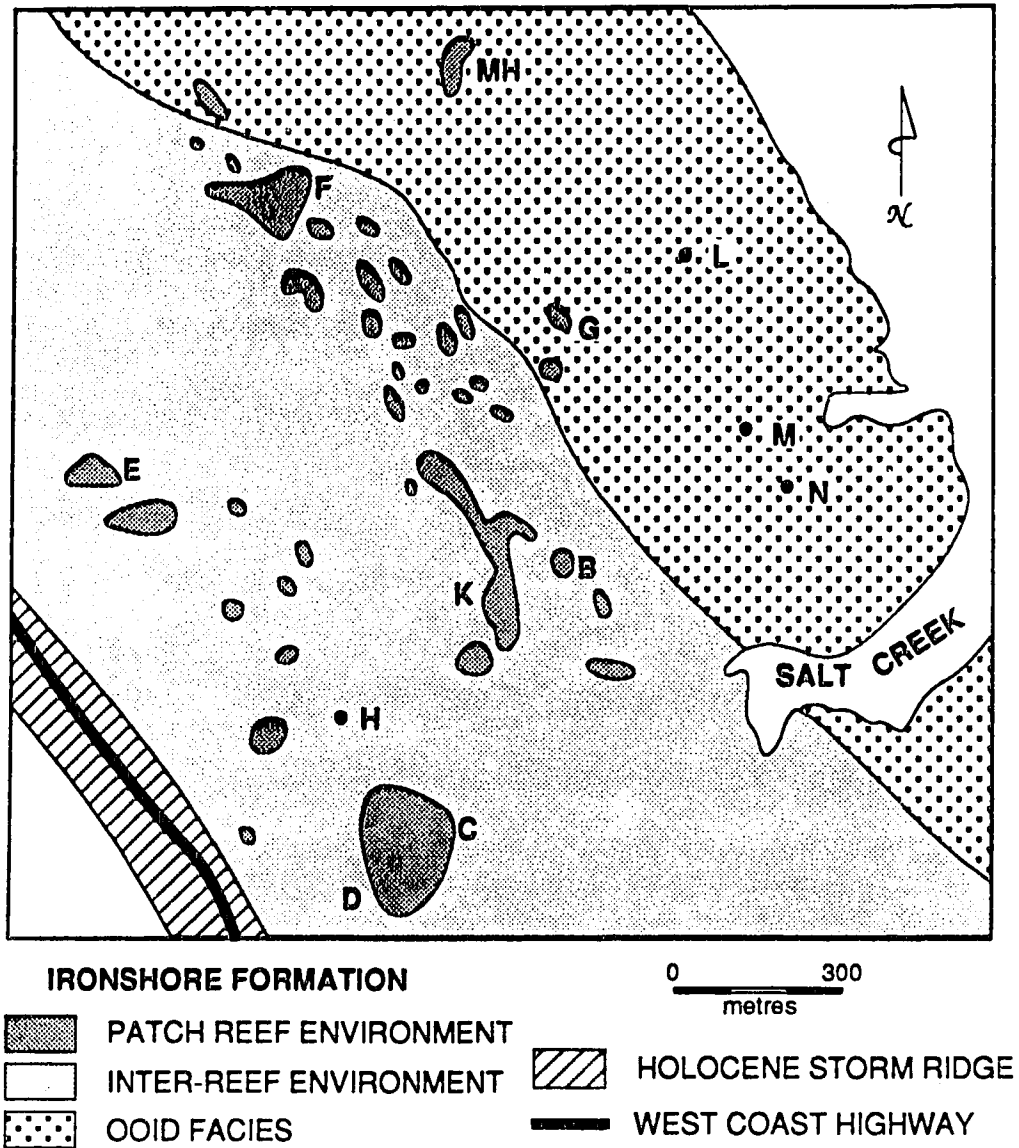 MH
F
N
L
G
M
E
N
B
K
SALT CREEK
H
C
D
IRONSHORE FORMATION
0 300
metres
PATCH REEF ENVIRONMENT
INTER-REEF ENVIRONMENT
OOID FACIES
HOLOCENE STORM RIDGE
WEST COAST HIGHWAY